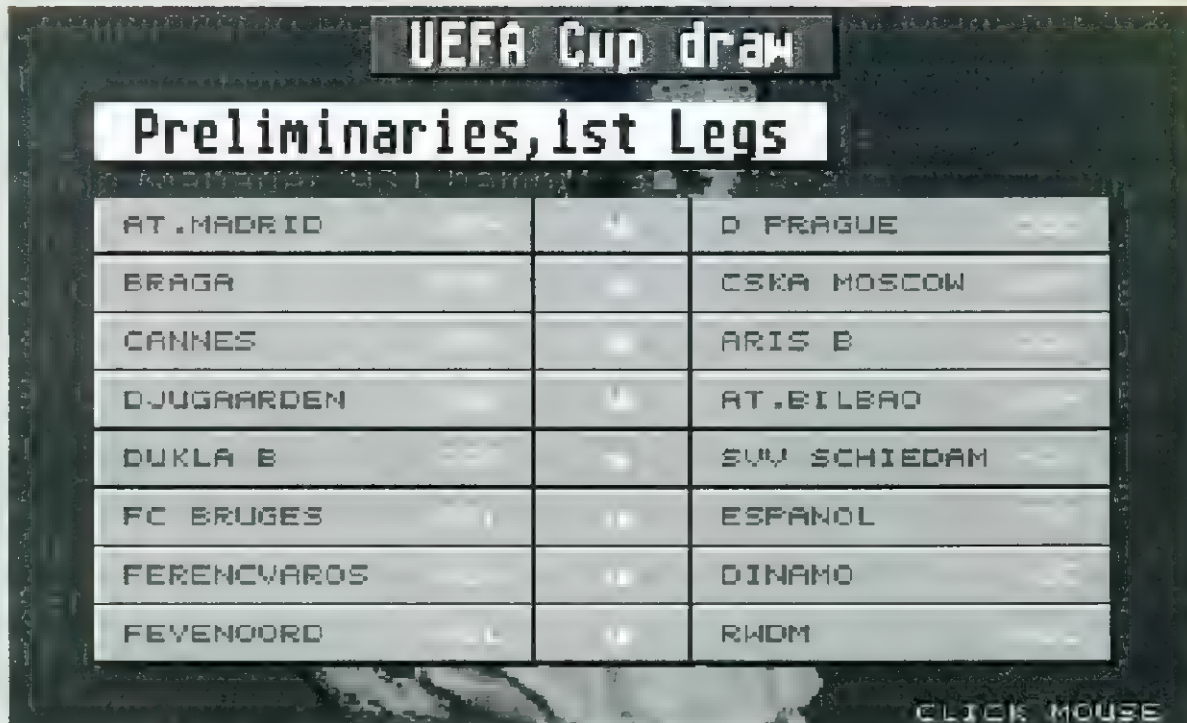 UEFA Cup draw
Preliminaries,1st Legs
AT.MADRID D PRAGUE
BRAGA CSKA MOSCOW
CANNES ARIS B
DJUGAARDEN AT.BILBAO
DUKLA B SVV SCHIEDAM
FC BRUGES ESPANOL
FERENCVAROS DINAMO
FEVENOORD RWDM
CLICK MOUSE